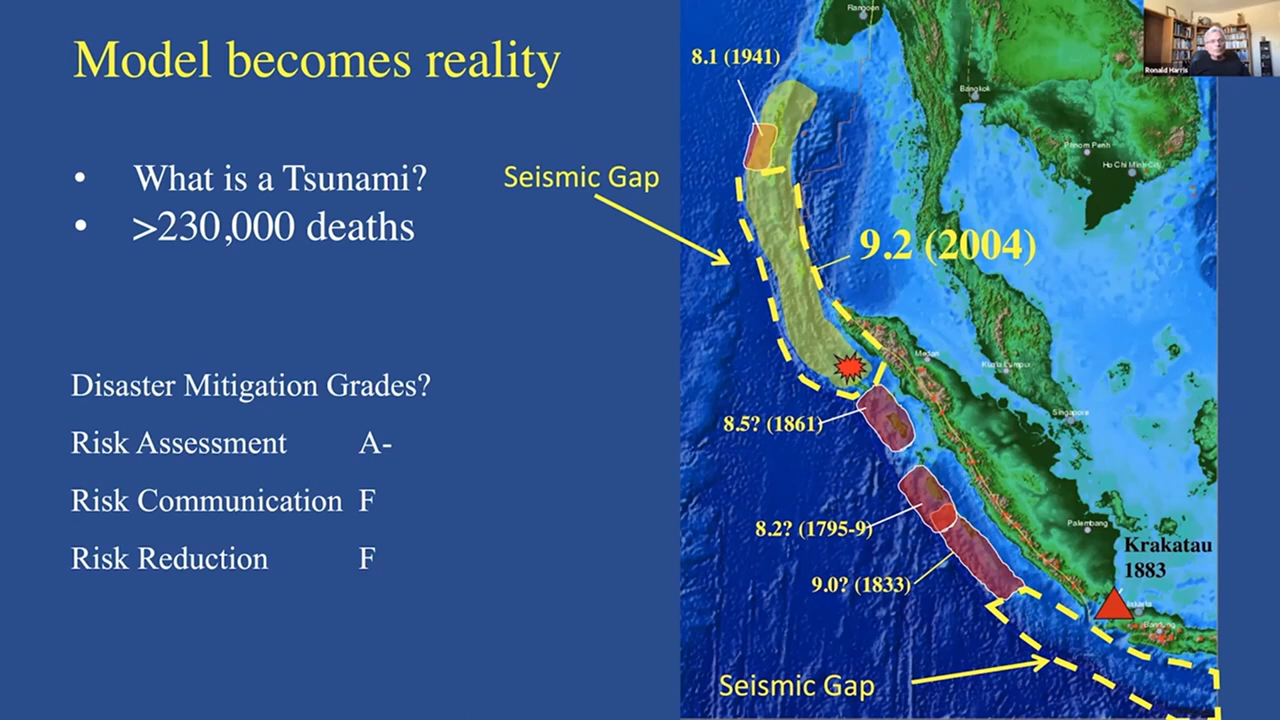 Model becomes reality
• What is a Tsunami?
• >230,000 deaths
Disaster Mitigation Grades?
Risk Assessment A-
Risk Communication F
Risk Reduction F
Seismic Gap
8.1 (1941)
9.2 (2004)
8.5? (1861)
8.2? (1795-9)
9.0? (1833)
Seismic Gap
Krakatau
1883
Rangoon
Bangkok
Phnom Penh
Ho Chi Minh City
Medan
Kuala Lumpur
Singapore
Palembang
Jakarta
Bandung
Ronald Harris